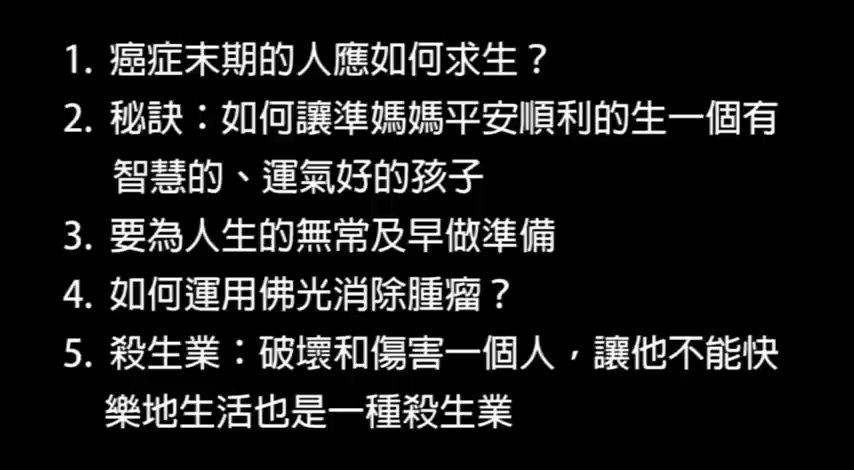 1. 癌症末期的人應如何求生？
2. 秘訣：如何讓準媽媽平安順利的生一個有
智慧的、運氣好的孩子
3. 要為人生的無常及早做準備
4. 如何運用佛光消除腫瘤？
5. 殺生業：破壞和傷害一個人，讓他不能快
樂地生活也是一種殺生業